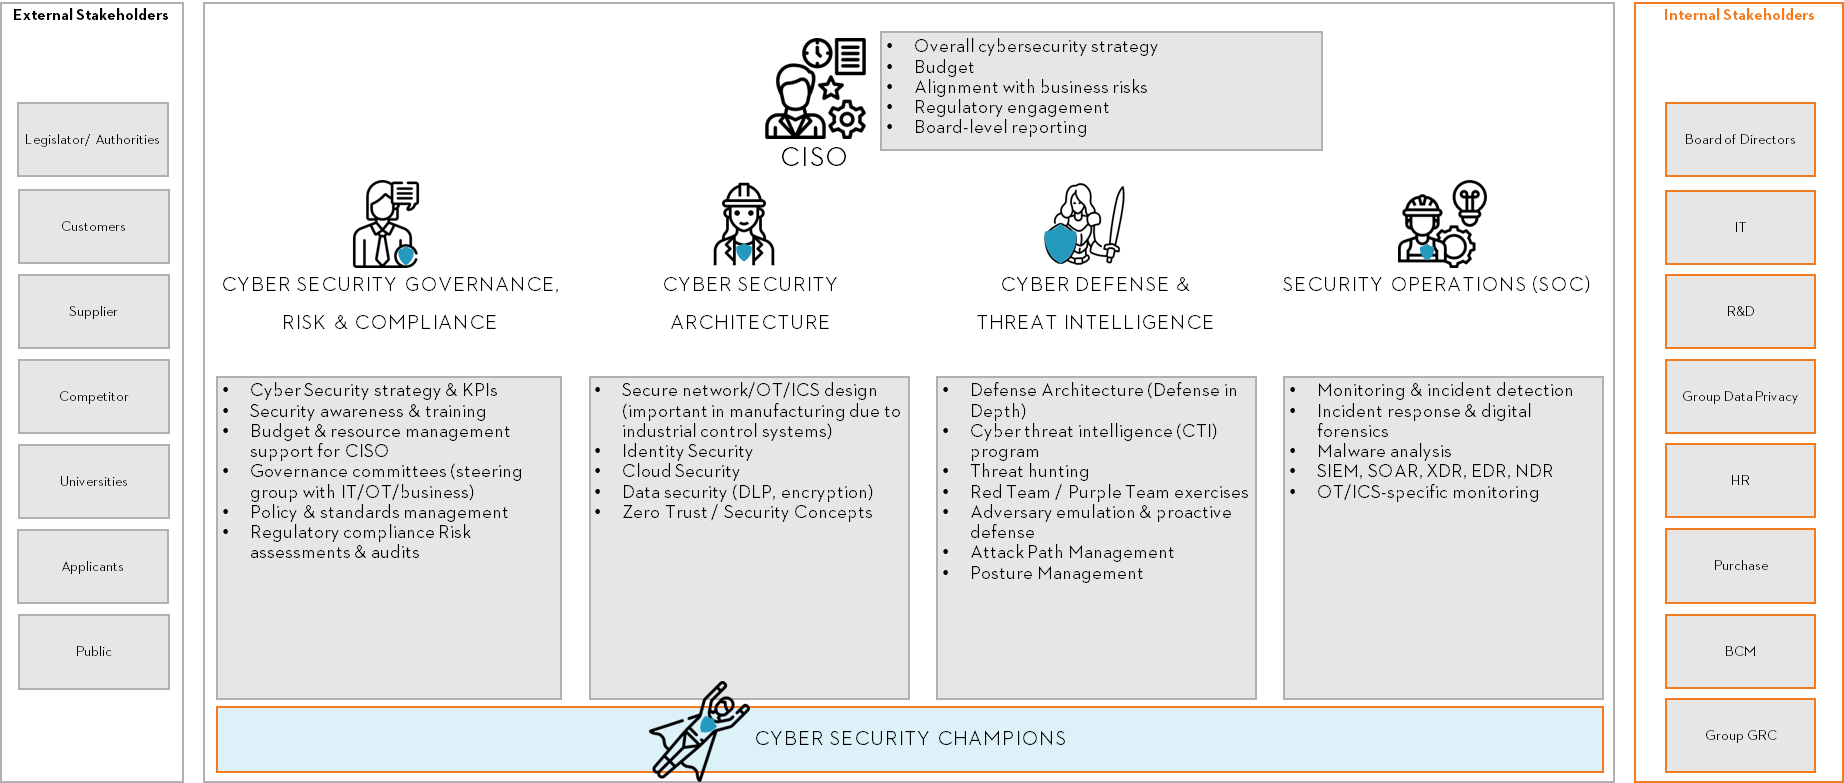 External Stakeholders
Legislator/ Authorities
Customers
Supplier
Competitor
Universities
Applicants
Public
CISO
• Overall cybersecurity strategy
• Budget
• Alignment with business risks
• Regulatory engagement
• Board-level reporting
CYBER SECURITY GOVERNANCE,
RISK & COMPLIANCE
• Cyber Security strategy & KPIs
• Security awareness & training
• Budget & resource management
support for CISO
• Governance committees (steering
group with IT/OT/business)
• Policy & standards management
• Regulatory compliance Risk
assessments & audits
CYBER SECURITY
ARCHITECTURE
• Secure network/OT/ICS design
(important in manufacturing due to
industrial control systems)
• Identity Security
• Cloud Security
• Data security (DLP, encryption)
• Zero Trust / Security Concepts
CYBER DEFENSE &
THREAT INTELLIGENCE
• Defense Architecture (Defense in
Depth)
• Cyber threat intelligence (CTI)
program
• Threat hunting
• Red Team / Purple Team exercises
• Adversary emulation & proactive
defense
• Attack Path Management
• Posture Management
SECURITY OPERATIONS (SOC)
• Monitoring & incident detection
• Incident response & digital
forensics
• Malware analysis
• SIEM, SOAR, XDR, EDR, NDR
• OT/ICS-specific monitoring
CYBER SECURITY CHAMPIONS
Internal Stakeholders
Board of Directors
IT
R&D
Group Data Privacy
HR
Purchase
BCM
Group GRC